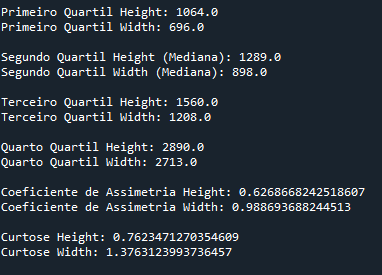 Primeiro Quartil Height: 1064.0
Primeiro Quartil Width: 696.0
Segundo Quartil Height (Mediana): 1289.0
Segundo Quartil Width (Mediana): 898.0
Terceiro Quartil Height: 1560.0
Terceiro Quartil Width: 1208.0
Quarto Quartil Height: 2890.0
Quarto Quartil Width: 2713.0
Coeficiente de Assimetria Height: 0.6268668242518607
Coeficiente de Assimetria Width: 0.988693688244513
Curtose Height: 0.7623471270354609
Curtose Width: 1.3763123993736457